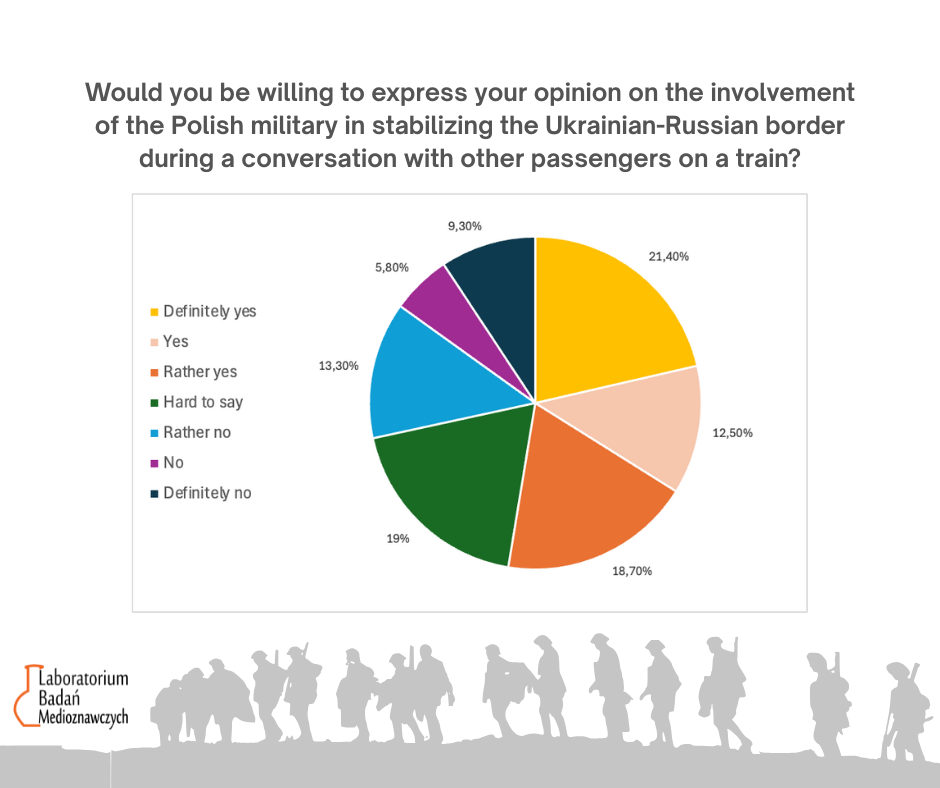 Would you be willing to express your opinion on the involvement
of the Polish military in stabilizing the Ukrainian-Russian border
during a conversation with other passengers on a train?
9,30%
21,40%
5,80%
Definitely yes
Yes
13,30%
Rather yes
Hard to say
Rather no
12,50%
No
Definitely no
19%
18,70%
Laboratorium
Badań
Medioznawczych